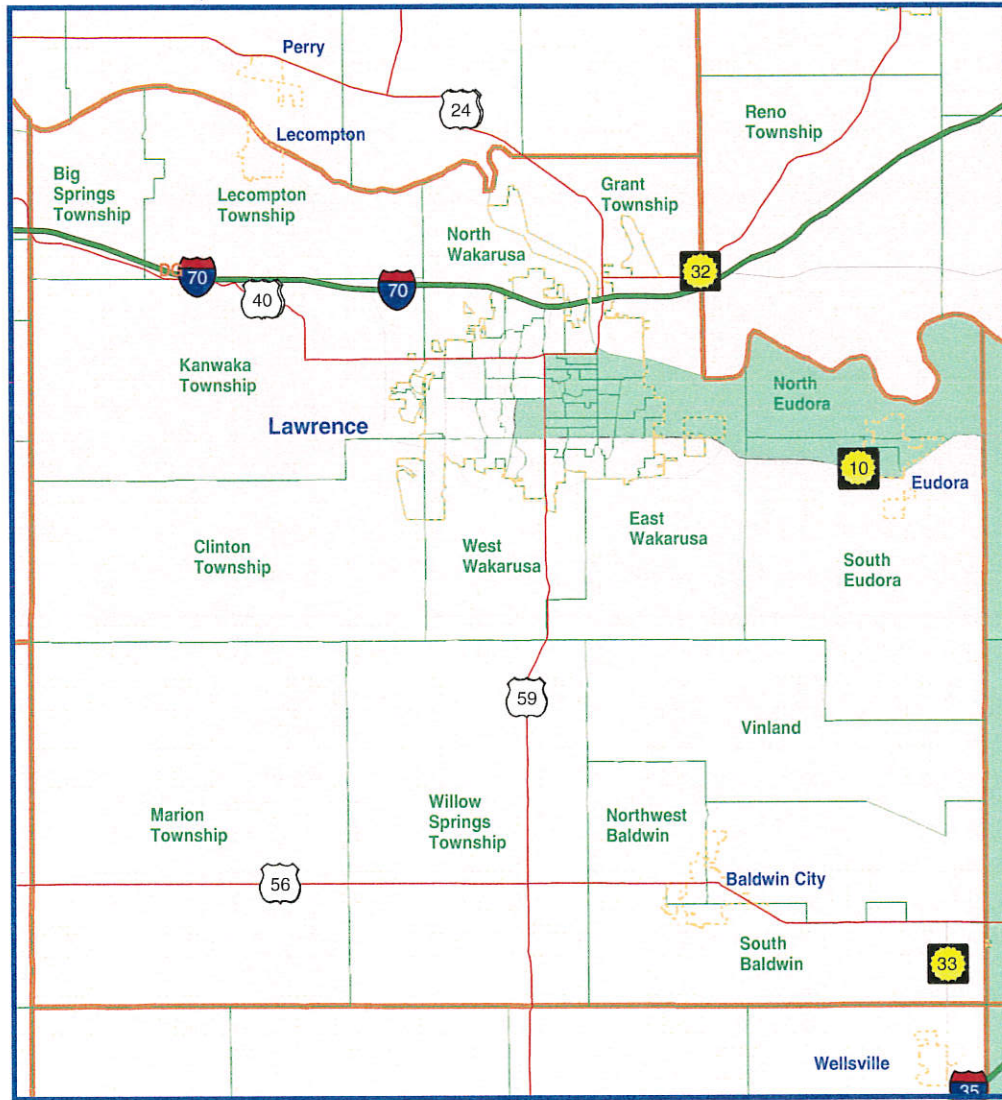 Perry
24
Lecompton
Reno
Township
Big
Springs
Township
Lecompton
Township
Grant
Township
North
Wakarusa
32
DG
70
70
40
Kanwaka
Township
North
Eudora
Lawrence
10
Eudora
Clinton
Township
West
Wakarusa
East
Wakarusa
South
Eudora
59
Vinland
Marion
Township
Willow
Springs
Township
Northwest
Baldwin
56
Baldwin City
South
Baldwin
33
Wellsville
35